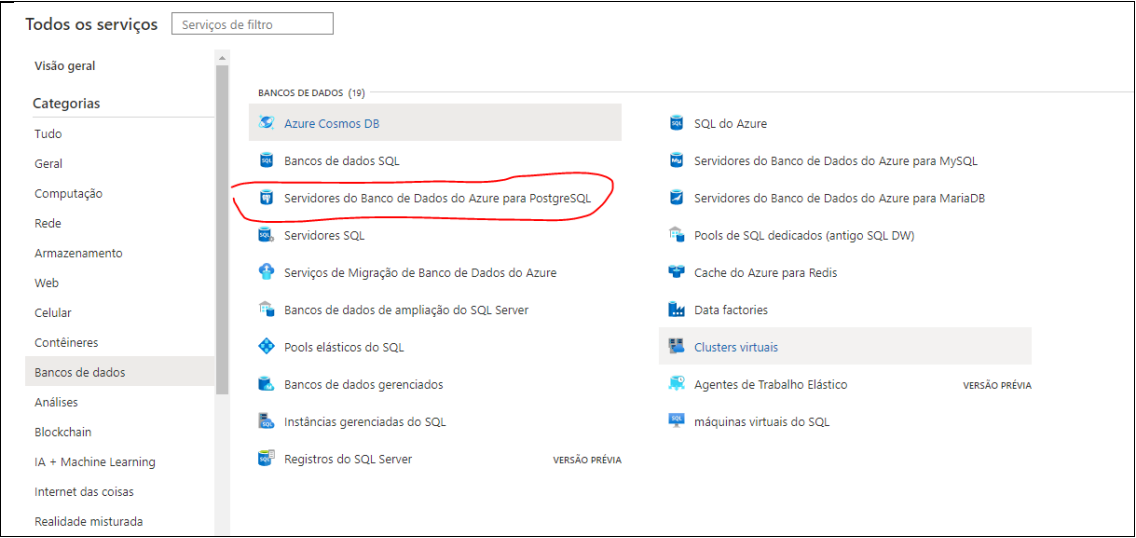 Todos os serviços
Serviços de filtro
Visão geral
Categorias
Tudo
Geral
Computação
Rede
Armazenamento
Web
Celular
Contêineres
Bancos de dados
Análises
Blockchain
IA + Machine Learning
Internet das coisas
Realidade misturada
BANCOS DE DADOS (19)
Azure Cosmos DB
Bancos de dados SQL
Servidores do Banco de Dados do Azure para PostgreSQL
Servidores SQL
Serviços de Migração de Banco de Dados do Azure
Bancos de dados de ampliação do SQL Server
Pools elásticos do SQL
Bancos de dados gerenciados
Instâncias gerenciadas do SQL
Registros do SQL Server VERSÃO PRÉVIA
SQL do Azure
Servidores do Banco de Dados do Azure para MySQL
Servidores do Banco de Dados do Azure para MariaDB
Pools de SQL dedicados (antigo SQL DW)
Cache do Azure para Redis
Data factories
Clusters virtuais
Agentes de Trabalho Elástico VERSÃO PRÉVIA
máquinas virtuais do SQL